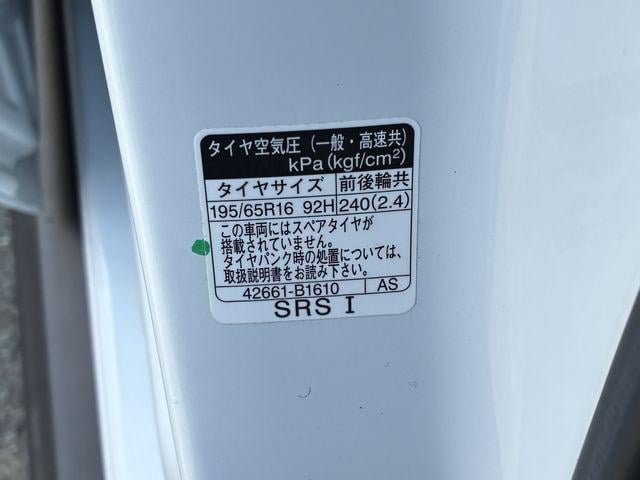 タイヤ空気圧 (一般・高速共)
kPa(kgf/cm²)
タイヤサイズ 前後輪共
195/65R16 92H 240(2.4)
この車両にはスペアタイヤが
搭載されていません。
タイヤパンク時の処置については、
取扱説明書をお読み下さい。
42661-B1610 AS
SRS I